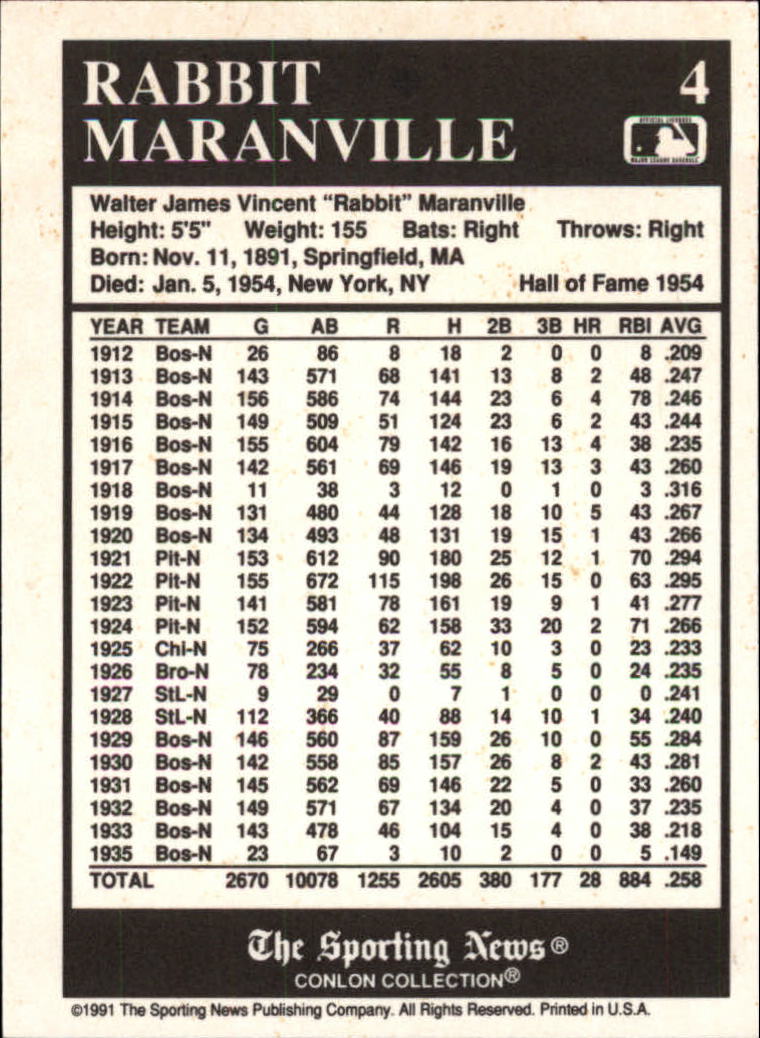 RABBIT 4
MARANVILLE
OFFICIAL LICENSEE
MAJOR LEAGUE BASEBALL
Walter James Vincent "Rabbit" Maranville
Height: 5'5" Weight: 155 Bats: Right Throws: Right
Born: Nov. 11, 1891, Springfield, MA
Died: Jan. 5, 1954, New York, NY Hall of Fame 1954
YEAR TEAM G AB R H 2B 3B HR RBI AVG
1912 Bos-N 26 86 8 18 2 0 0 8 .209
1913 Bos-N 143 571 68 141 13 8 2 48 .247
1914 Bos-N 156 586 74 144 23 6 4 78 .246
1915 Bos-N 149 509 51 124 23 6 2 43 .244
1916 Bos-N 155 604 79 142 16 13 4 38 .235
1917 Bos-N 142 561 69 146 19 13 3 43 .260
1918 Bos-N 11 38 3 12 0 1 0 3 .316
1919 Bos-N 131 480 44 128 18 10 5 43 .267
1920 Bos-N 134 493 48 131 19 15 1 43 .266
1921 Pit-N 153 612 90 180 25 12 1 70 .294
1922 Pit-N 155 672 115 198 26 15 0 63 .295
1923 Pit-N 141 581 78 161 19 9 1 41 .277
1924 Pit-N 152 594 62 158 33 20 2 71 .266
1925 Chi-N 75 266 37 62 10 3 0 23 .233
1926 Bro-N 78 234 32 55 8 5 0 24 .235
1927 StL-N 9 29 0 7 1 0 0 0 .241
1928 StL-N 112 366 40 88 14 10 1 34 .240
1929 Bos-N 146 560 87 159 26 10 0 55 .284
1930 Bos-N 142 558 85 157 26 8 2 43 .281
1931 Bos-N 145 562 69 146 22 5 0 33 .260
1932 Bos-N 149 571 67 134 20 4 0 37 .235
1933 Bos-N 143 478 46 104 15 4 0 38 .218
1935 Bos-N 23 67 3 10 2 0 0 5 .149
TOTAL 2670 10078 1255 2605 380 177 28 884 .258
The Sporting News®
CONLON COLLECTION®
©1991 The Sporting News Publishing Company. All Rights Reserved. Printed in U.S.A.